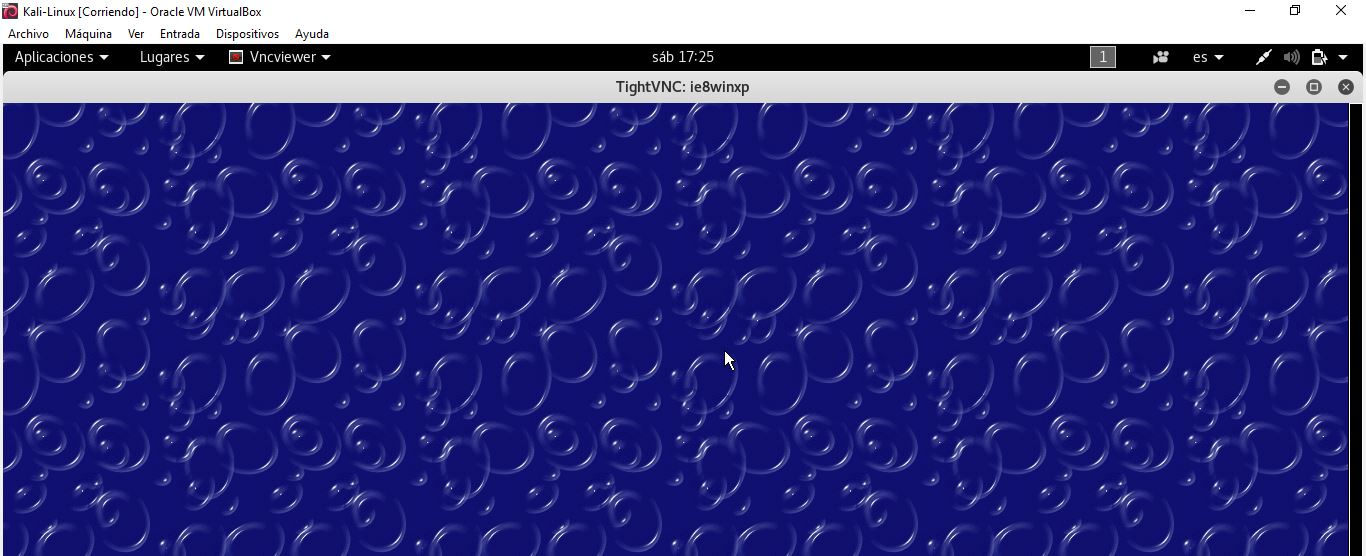 Kali-Linux [Corriendo] - Oracle VM VirtualBox
Archivo Máquina Ver Entrada Dispositivos Ayuda
Aplicaciones Lugares Vncviewer sáb 17:25 1 es
TightVNC: ie8winxp